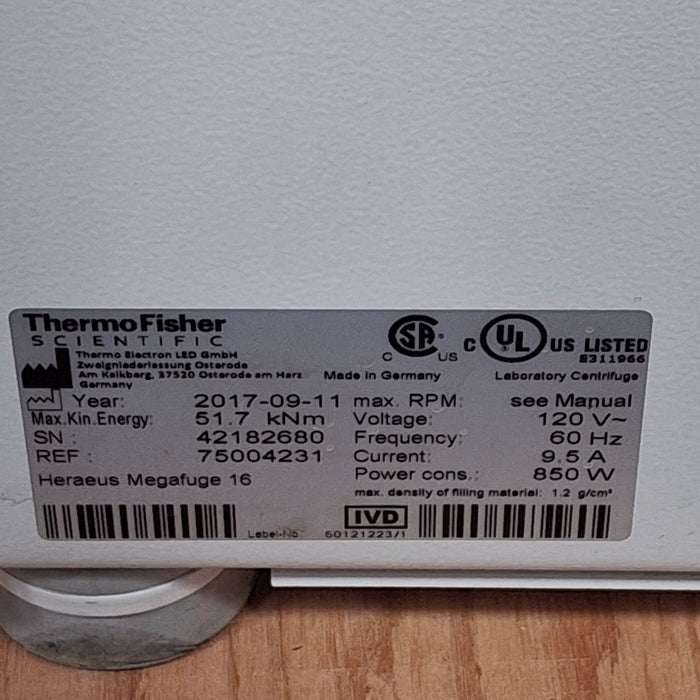 ThermoFisher
SCIENTIFIC
Thermo Electron LED GmbH
Zweigniederlassung Osterode
Am Kalkberg, 37520 Osterode am Harz
Germany
Made in Germany
C SA US
C UL US LISTED
E311966
Laboratory Centrifuge
Year: 2017-09-11
Max.Kin.Energy: 51.7 kNm
SN : 42182680
REF : 75004231
Heraeus Megafuge 16
max. RPM: see Manual
Voltage: 120 V~
Frequency: 60 Hz
Current: 9.5 A
Power cons.: 850 W
max. density of filling material: 1,2 g/cm³
IVD
Label-No 50121223/1